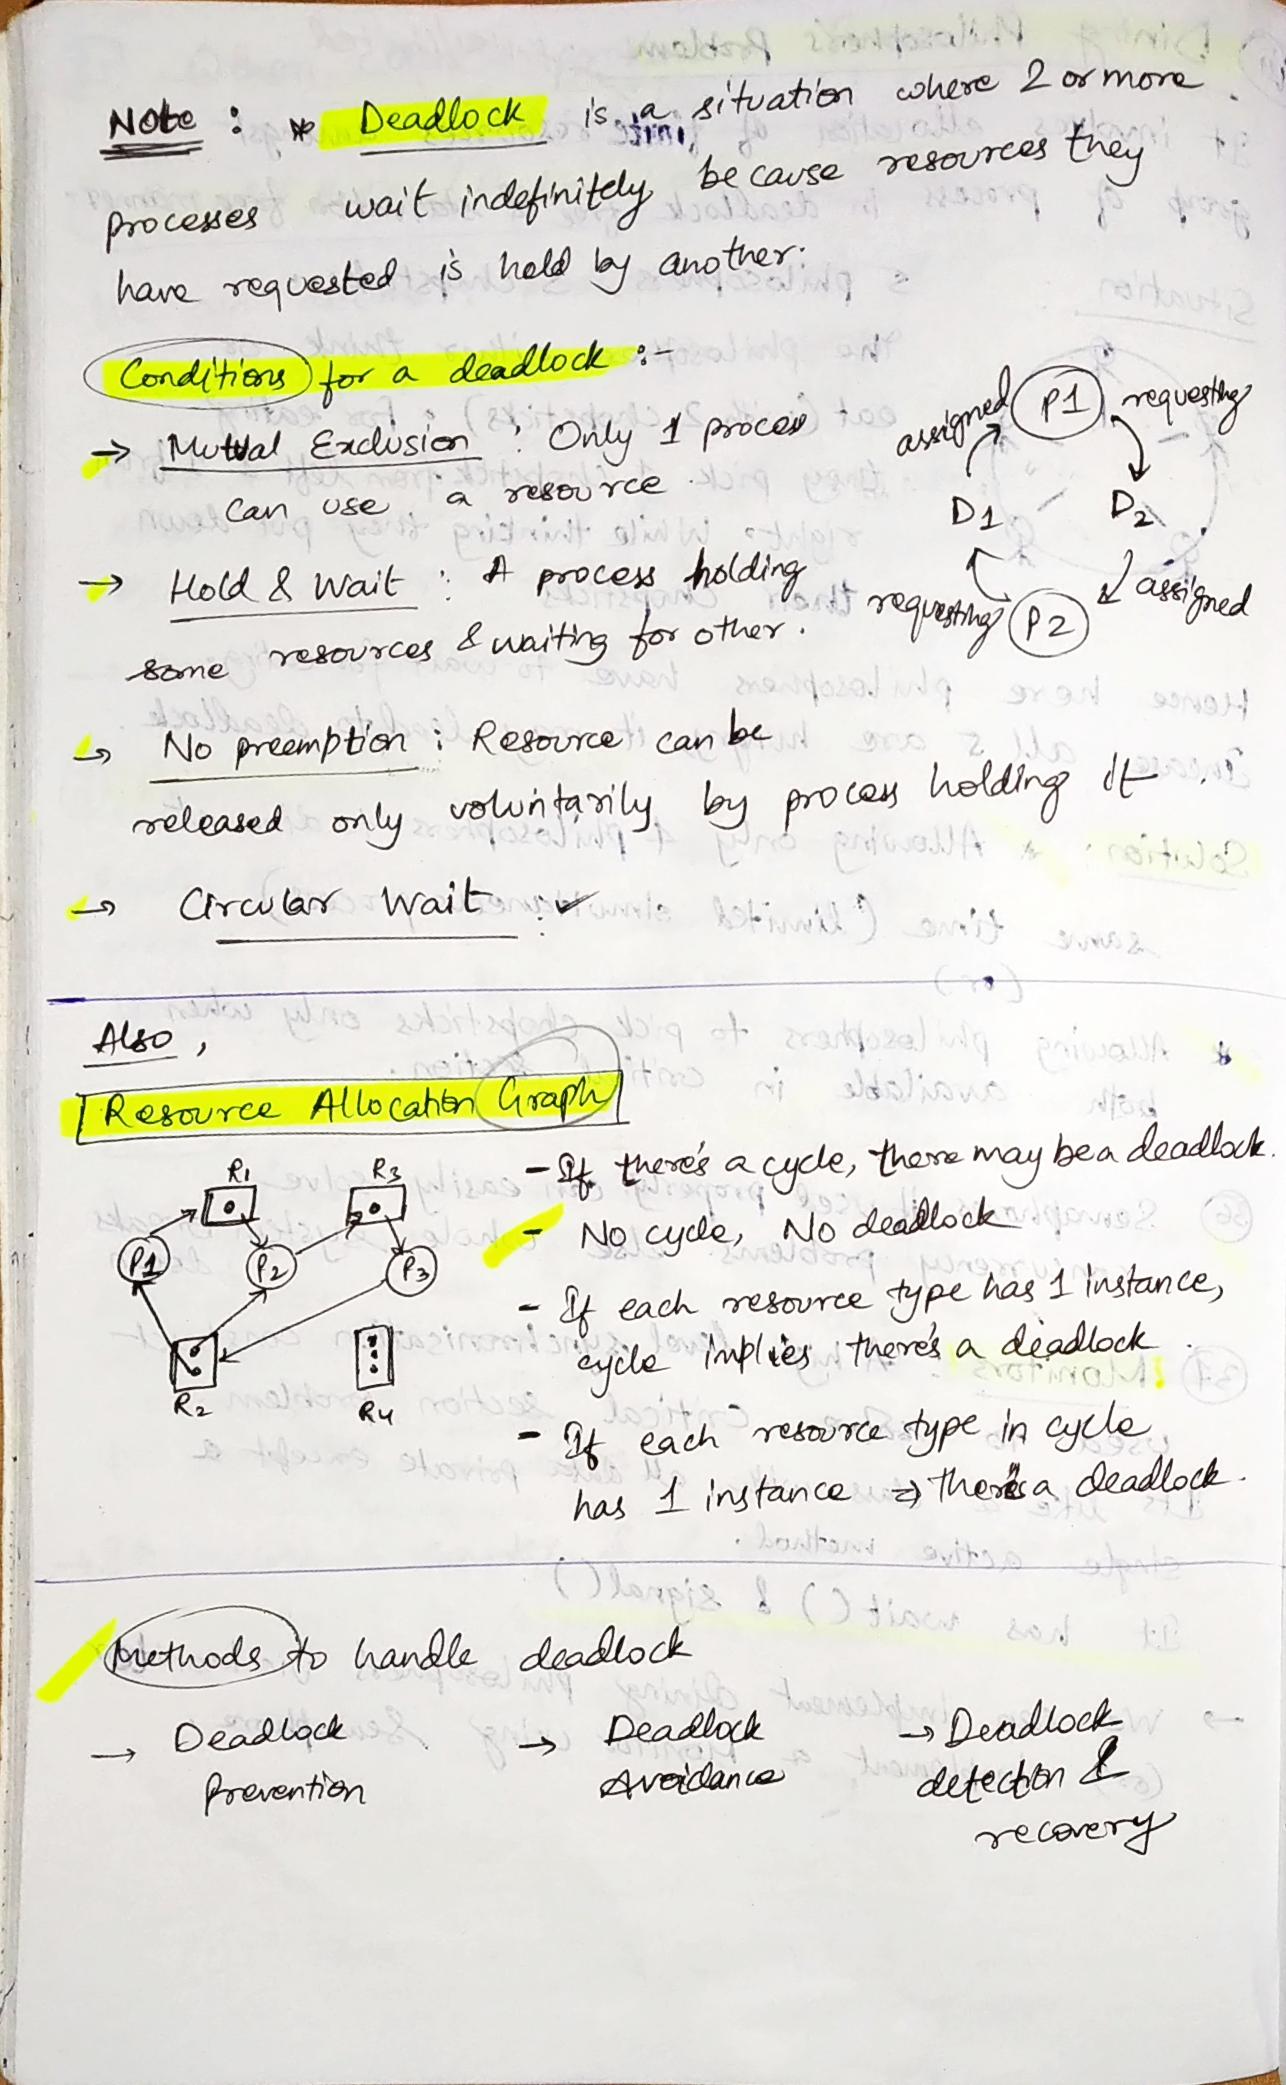 Note : * Deadlock is a situation where 2 or more
processes wait indefinitely because resources they
have requested is held by another.
Conditions for a deadlock :-
→ Mutual Exclusion : Only 1 process
can use a resource.
→ Hold & Wait : A process holding
some resources & waiting for other.
assigned P1 requesting
D1 D2
requesting P2 assigned
→ No preemption : Resource can be
released only voluntarily by process holding it.
→ Circular Wait : ✓
Also,
Resource Allocation Graph
R1 R3
P1 P2 P3
R2 R4
- If there's a cycle, there may be a deadlock.
- No cycle, No deadlock
- If each resource type has 1 instance,
cycle implies there's a deadlock.
- If each resource type in cycle
has 1 instance ⇒ there's a deadlock.
Methods to handle deadlock
→ Deadlock Prevention
→ Deadlock Avoidance
→ Deadlock detection & recovery